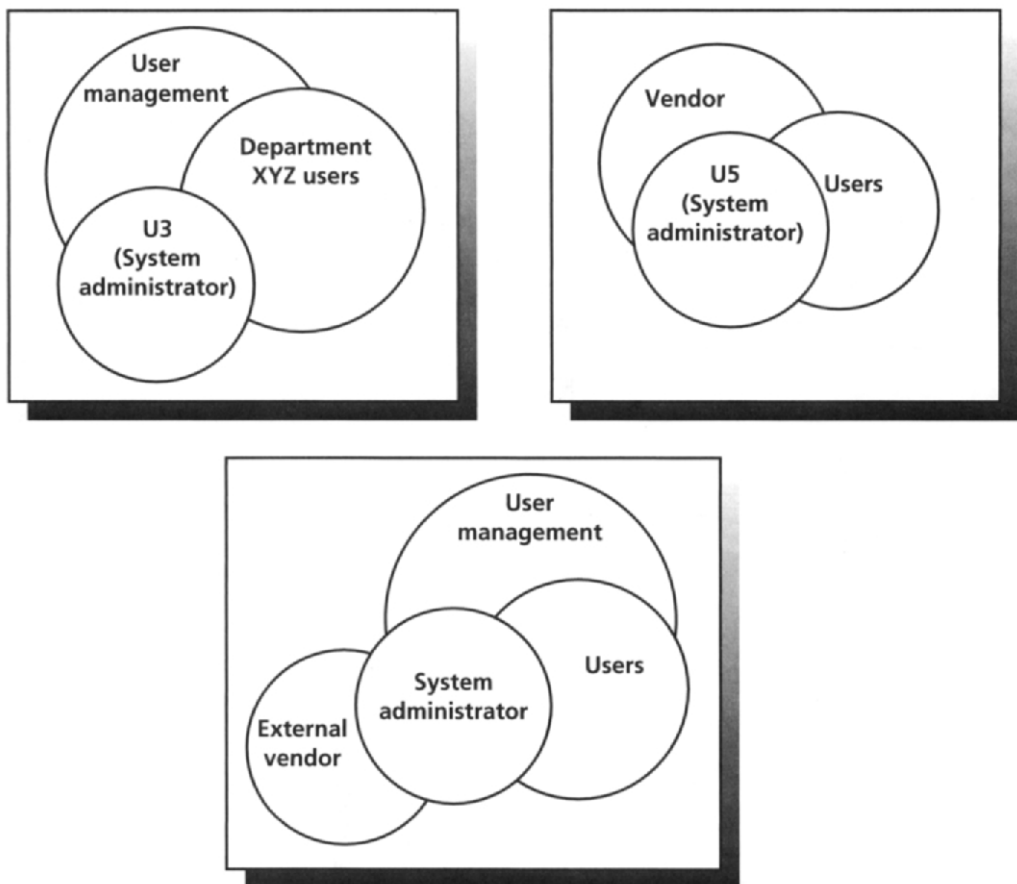 User
management
Department
XYZ users
U3
(System
administrator)
Vendor
U5
(System
administrator)
Users
User
management
Users
System
administrator
External
vendor